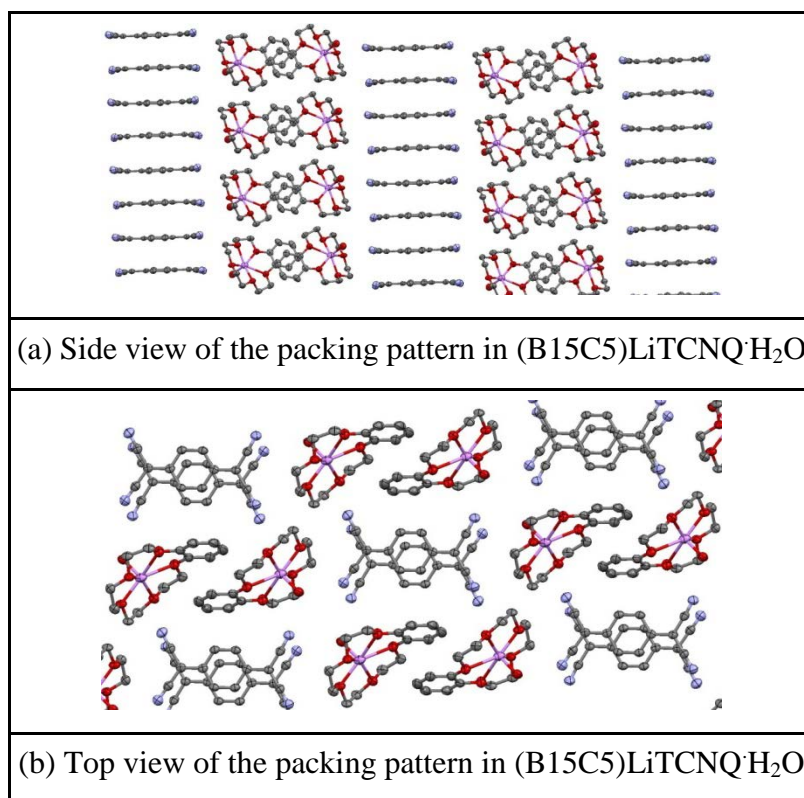 (a) Side view of the packing pattern in (B15C5)LiTCNQ·H₂O
(b) Top view of the packing pattern in (B15C5)LiTCNQ·H₂O